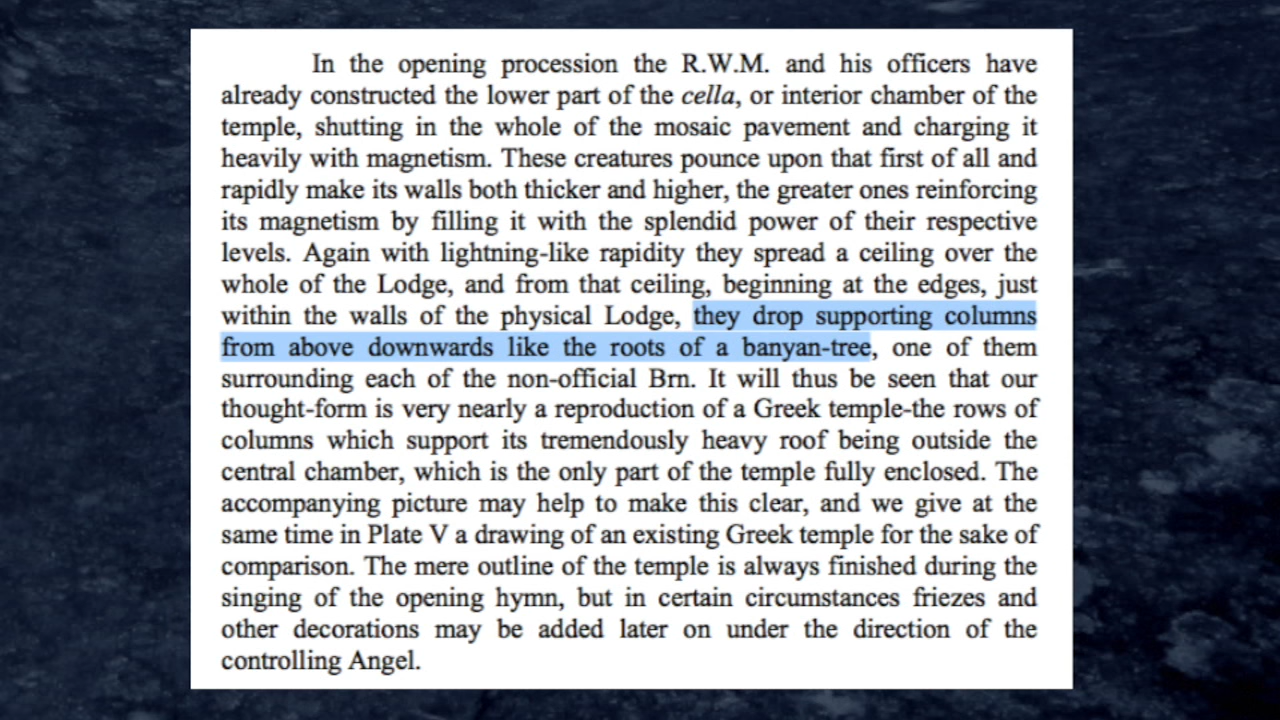 In the opening procession the R.W.M. and his officers have
already constructed the lower part of the cella, or interior chamber of the
temple, shutting in the whole of the mosaic pavement and charging it
heavily with magnetism. These creatures pounce upon that first of all and
rapidly make its walls both thicker and higher, the greater ones reinforcing
its magnetism by filling it with the splendid power of their respective
levels. Again with lightning-like rapidity they spread a ceiling over the
whole of the Lodge, and from that ceiling, beginning at the edges, just
within the walls of the physical Lodge, they drop supporting columns
from above downwards like the roots of a banyan-tree, one of them
surrounding each of the non-official Brn. It will thus be seen that our
thought-form is very nearly a reproduction of a Greek temple-the rows of
columns which support its tremendously heavy roof being outside the
central chamber, which is the only part of the temple fully enclosed. The
accompanying picture may help to make this clear, and we give at the
same time in Plate V a drawing of an existing Greek temple for the sake of
comparison. The mere outline of the temple is always finished during the
singing of the opening hymn, but in certain circumstances friezes and
other decorations may be added later on under the direction of the
controlling Angel.